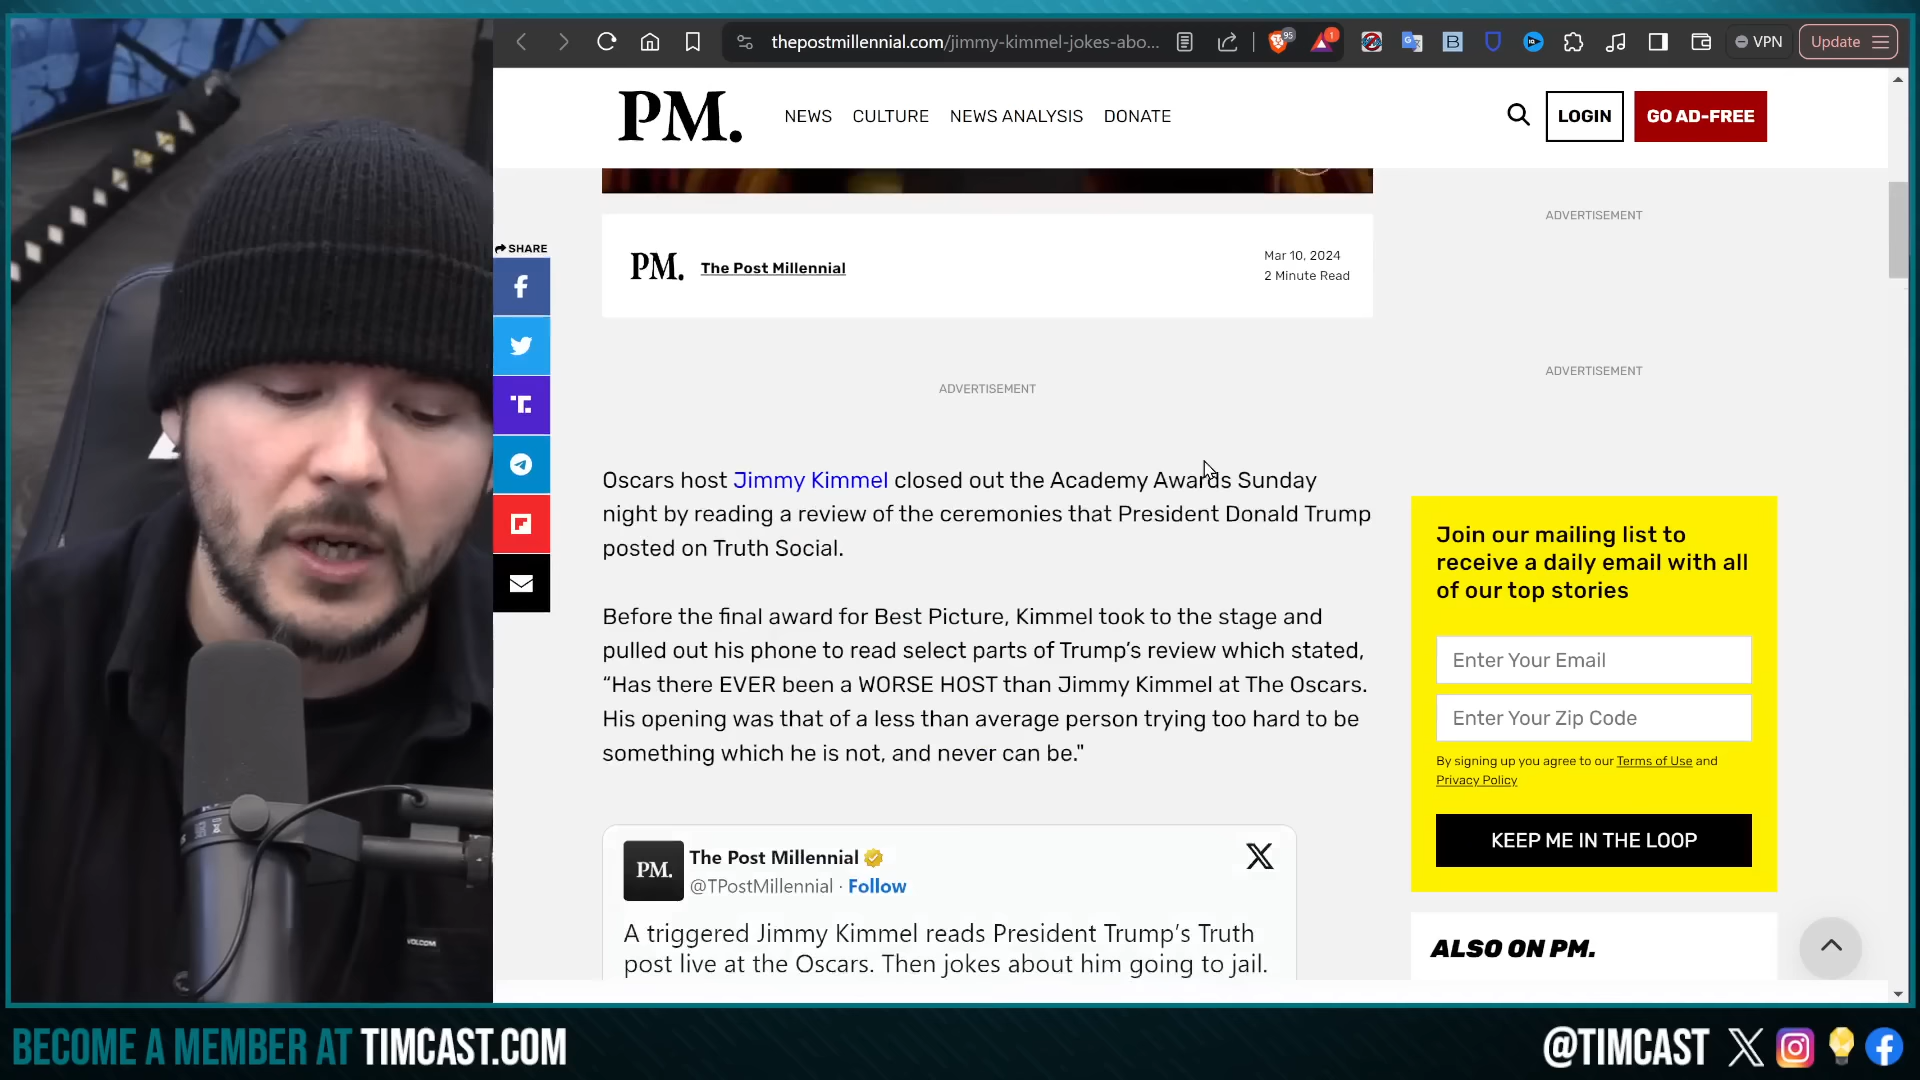 thepostmillennial.com/jimmy-kimmel-jokes-abo...
95
1
VPN
Update
PM.
NEWS
CULTURE
NEWS ANALYSIS
DONATE
LOGIN
GO AD-FREE
SHARE
PM.
The Post Millennial
Mar 10, 2024
2 Minute Read
ADVERTISEMENT
ADVERTISEMENT
ADVERTISEMENT
Oscars host Jimmy Kimmel closed out the Academy Awards Sunday
night by reading a review of the ceremonies that President Donald Trump
posted on Truth Social.
Before the final award for Best Picture, Kimmel took to the stage and
pulled out his phone to read select parts of Trump’s review which stated,
“Has there EVER been a WORSE HOST than Jimmy Kimmel at The Oscars.
His opening was that of a less than average person trying too hard to be
something which he is not, and never can be."
PM.
The Post Millennial
@TPostMillennial · Follow
A triggered Jimmy Kimmel reads President Trump’s Truth
post live at the Oscars. Then jokes about him going to jail.
Join our mailing list to
receive a daily email with all
of our top stories
Enter Your Email
Enter Your Zip Code
By signing up you agree to our Terms of Use and
Privacy Policy
KEEP ME IN THE LOOP
ALSO ON PM.
VOLCOM
BECOME A MEMBER AT TIMCAST.COM
@TIMCAST